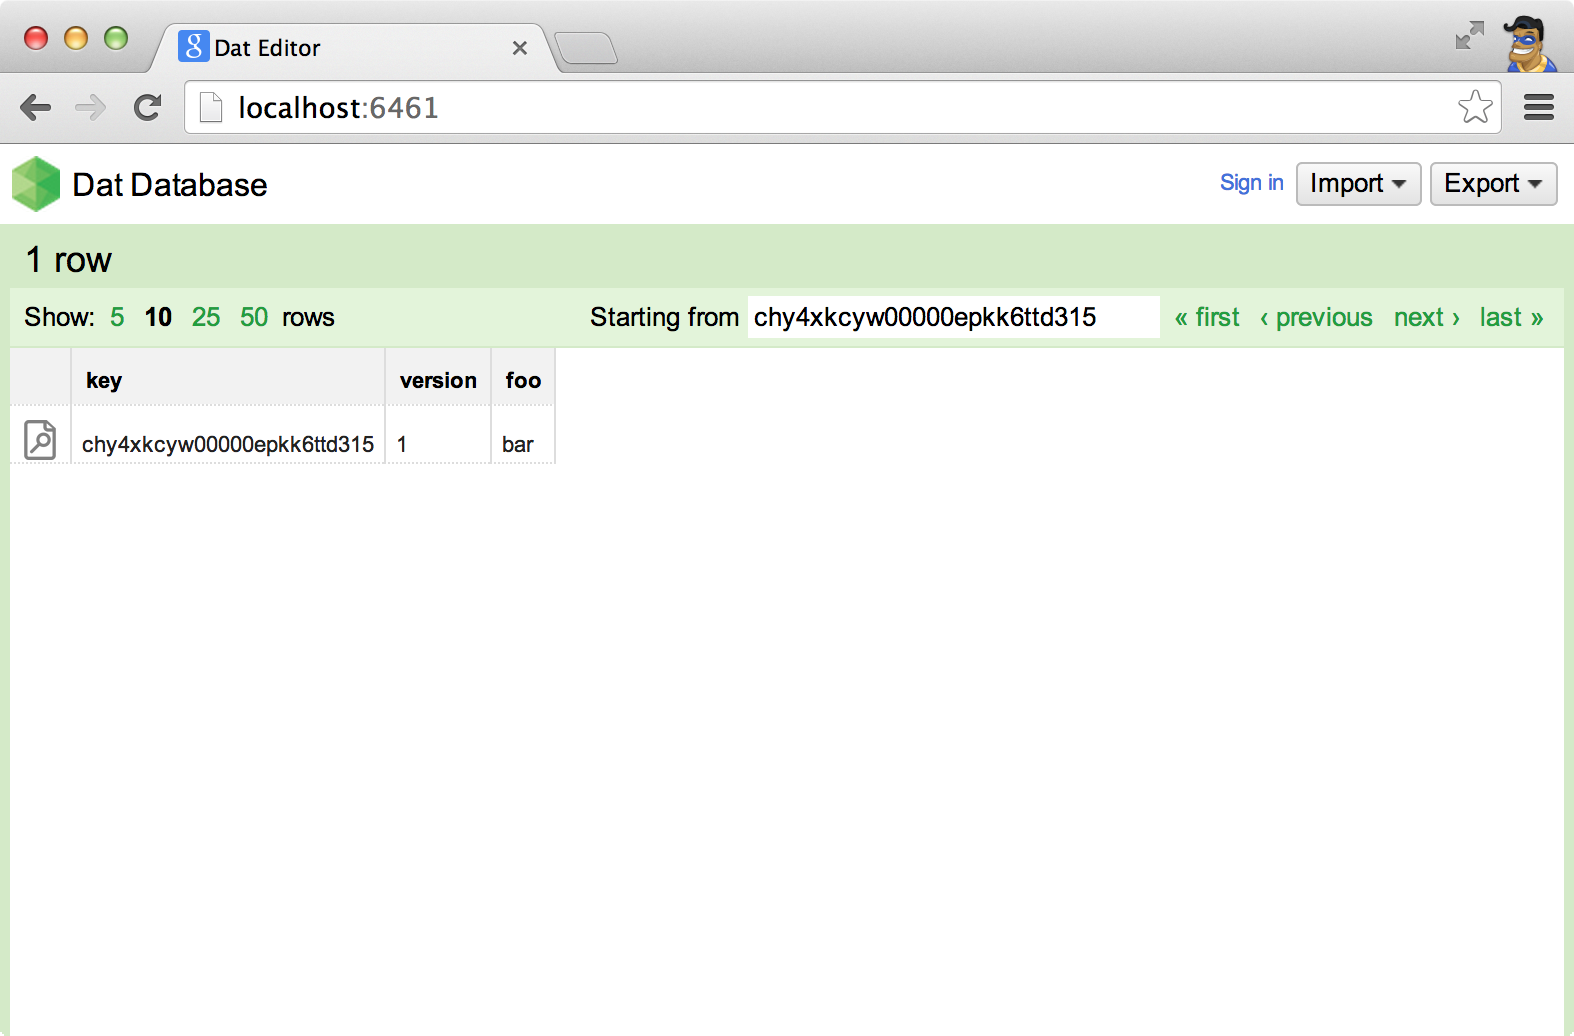 Dat Editor
localhost:6461
Dat Database Sign in Import Export
1 row
Show: 5 10 25 50 rows Starting from chy4xkcyw00000epkk6ttd315 « first ‹ previous next › last »
key version foo
chy4xkcyw00000epkk6ttd315 1 bar